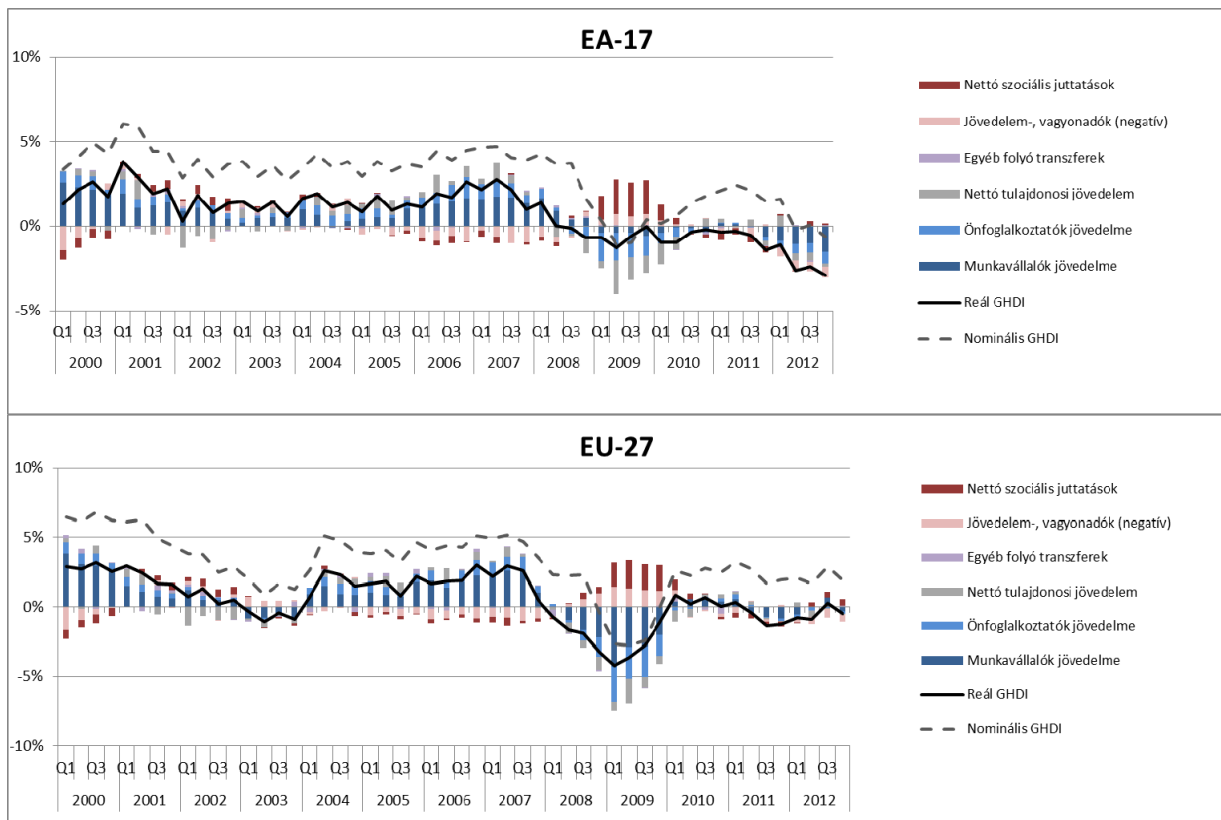 EA-17
10%
5%
0%
-5%
Q1 Q3 Q1 Q3 Q1 Q3 Q1 Q3 Q1 Q3 Q1 Q3 Q1 Q3 Q1 Q3 Q1 Q3 Q1 Q3 Q1 Q3 Q1 Q3 Q1 Q3
2000 2001 2002 2003 2004 2005 2006 2007 2008 2009 2010 2011 2012
Nettó szociális juttatások
Jövedelem-, vagyonadók (negatív)
Egyéb folyó transzferek
Nettó tulajdonosi jövedelem
Önfoglalkoztatók jövedelme
Munkavállalók jövedelme
Reál GHDI
Nominális GHDI
EU-27
10%
5%
0%
-5%
-10%
Q1 Q3 Q1 Q3 Q1 Q3 Q1 Q3 Q1 Q3 Q1 Q3 Q1 Q3 Q1 Q3 Q1 Q3 Q1 Q3 Q1 Q3 Q1 Q3 Q1 Q3
2000 2001 2002 2003 2004 2005 2006 2007 2008 2009 2010 2011 2012
Nettó szociális juttatások
Jövedelem-, vagyonadók (negatív)
Egyéb folyó transzferek
Nettó tulajdonosi jövedelem
Önfoglalkoztatók jövedelme
Munkavállalók jövedelme
Reál GHDI
Nominális GHDI